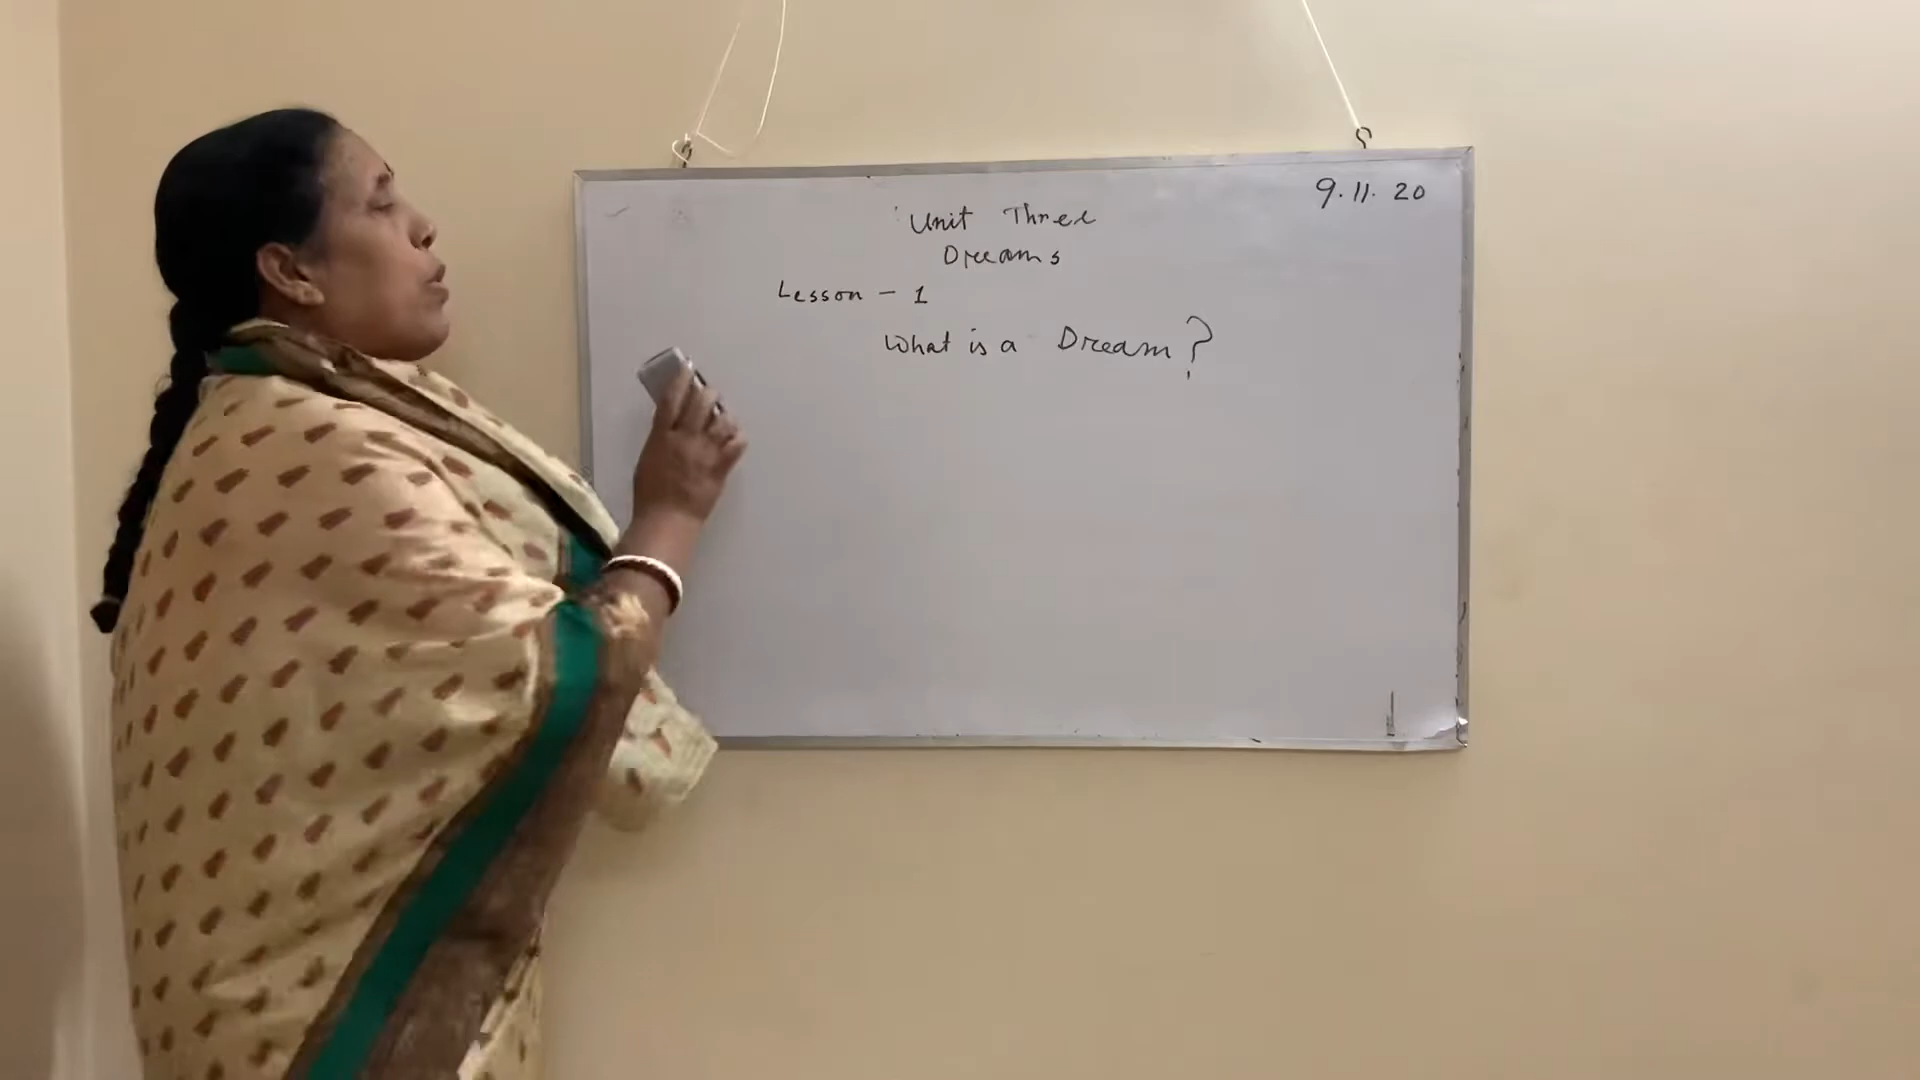 9.11.20
Unit Three
Dreams
Lesson - 1
What is a Dream?